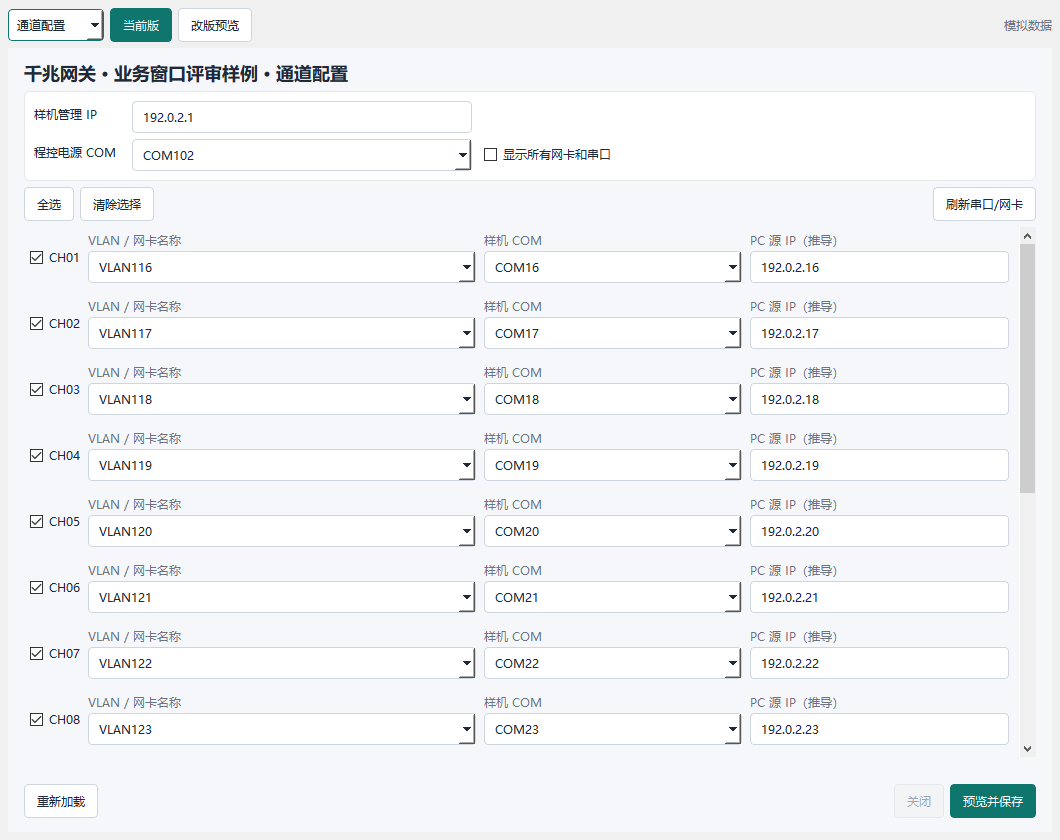 通道配置 当前版 改版预览 模拟数据
千兆网关 • 业务窗口评审样例 • 通道配置
样机管理 IP 192.0.2.1
程控电源 COM COM102 显示所有网卡和串口
全选 清除选择 刷新串口/网卡
VLAN / 网卡名称 样机 COM PC 源 IP（推导）
CH01 VLAN116 COM16 192.0.2.16
VLAN / 网卡名称 样机 COM PC 源 IP（推导）
CH02 VLAN117 COM17 192.0.2.17
VLAN / 网卡名称 样机 COM PC 源 IP（推导）
CH03 VLAN118 COM18 192.0.2.18
VLAN / 网卡名称 样机 COM PC 源 IP（推导）
CH04 VLAN119 COM19 192.0.2.19
VLAN / 网卡名称 样机 COM PC 源 IP（推导）
CH05 VLAN120 COM20 192.0.2.20
VLAN / 网卡名称 样机 COM PC 源 IP（推导）
CH06 VLAN121 COM21 192.0.2.21
VLAN / 网卡名称 样机 COM PC 源 IP（推导）
CH07 VLAN122 COM22 192.0.2.22
VLAN / 网卡名称 样机 COM PC 源 IP（推导）
CH08 VLAN123 COM23 192.0.2.23
重新加载 关闭 预览并保存